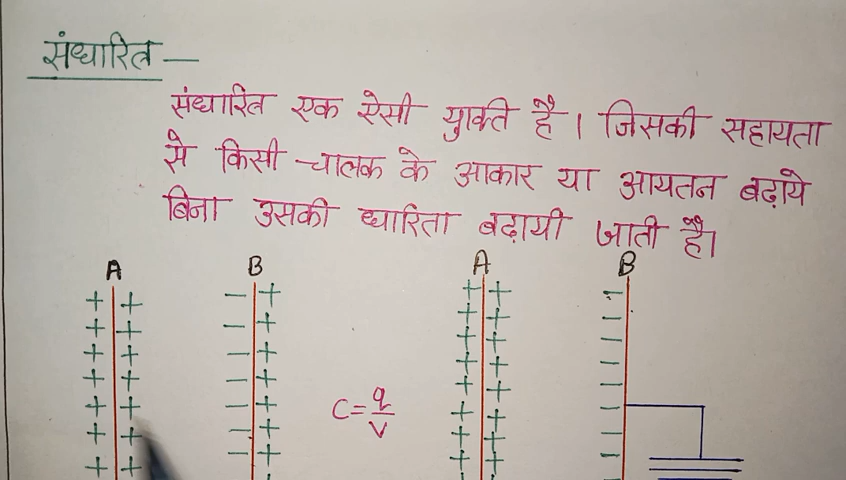 संधारित्र —
संधारित्र एक ऐसी युक्ति है। जिसकी सहायता
से किसी चालक के आकार या आयतन बढ़ाये
बिना उसकी धारिता बढ़ायी जाती है।
A B A B
C = q/V